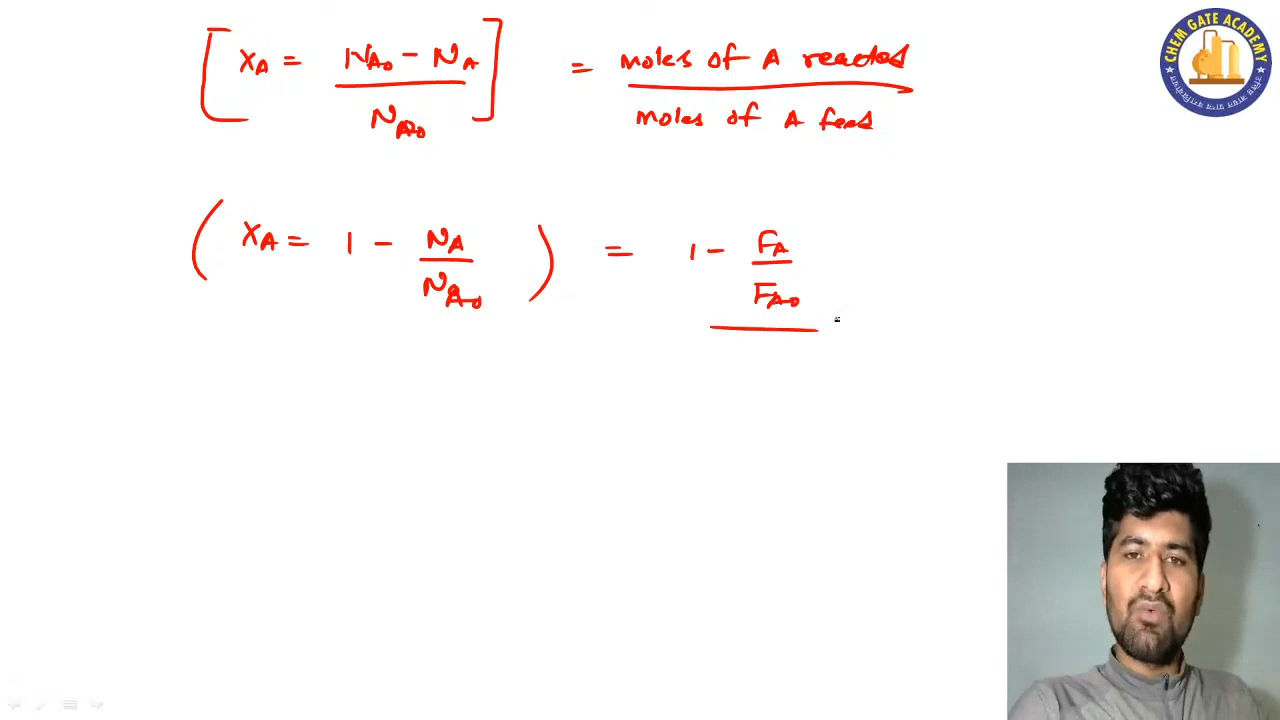 [ X_A = (N_A₀ − N_A) / N_A₀ ] = moles of A reacted / moles of A feed
( X_A = 1 − N_A / N_A₀ ) = 1 − F_A / F_A₀
CHEM GATE ACADEMY